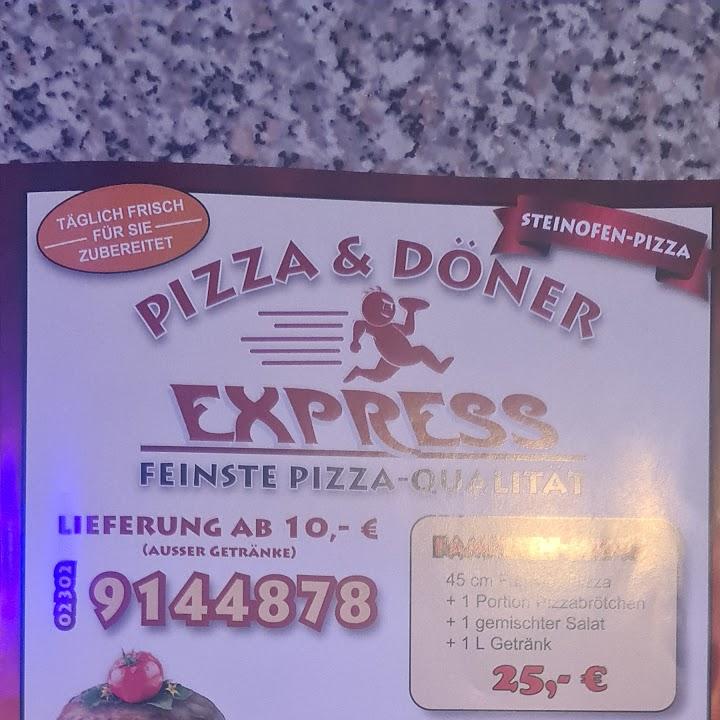 TÄGLICH FRISCH
FÜR SIE
ZUBEREITET
STEINOFEN-PIZZA
PIZZA & DÖNER
EXPRESS
FEINSTE PIZZA-QUALITÄT
LIEFERUNG AB 10,- €
(AUSSER GETRÄNKE)
02302
9144878
45 cm Pizza
+ 1 Portion Pizzabrötchen
+ 1 gemischter Salat
+ 1 L Getränk
25,- €